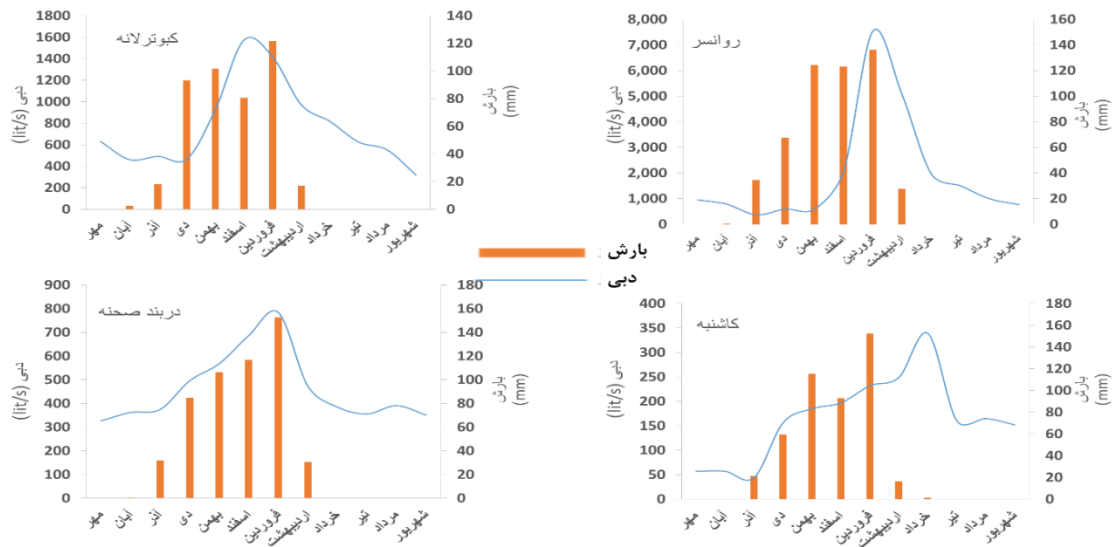 کبوترلانه
دبی (lit/s)
1800
1600
1400
1200
1000
800
600
400
200
0
140
120
100
80
60
40
20
0
بارش
(mm)
مهر
آبان
آذر
دی
بهمن
اسفند
فروردین
اردیبهشت
خرداد
تیر
مرداد
شهریور
روانسر
دبی (lit/s)
8,000
7,000
6,000
5,000
4,000
3,000
2,000
1,000
0
160
140
120
100
80
60
40
20
0
بارش
(mm)
مهر
آبان
آذر
دی
بهمن
اسفند
فروردین
اردیبهشت
خرداد
تیر
مرداد
شهریور
بارش :
دبی :
دربند صحنه
دبی (lit/s)
900
800
700
600
500
400
300
200
100
0
180
160
140
120
100
80
60
40
20
0
بارش
(mm)
مهر
آبان
آذر
دی
بهمن
اسفند
فروردین
اردیبهشت
خرداد
تیر
مرداد
شهریور
کاشنبه
دبی (lit/s)
400
350
300
250
200
150
100
50
0
180
160
140
120
100
80
60
40
20
0
بارش
(mm)
مهر
آبان
آذر
دی
بهمن
اسفند
فروردین
اردیبهشت
خرداد
تیر
مرداد
شهریور